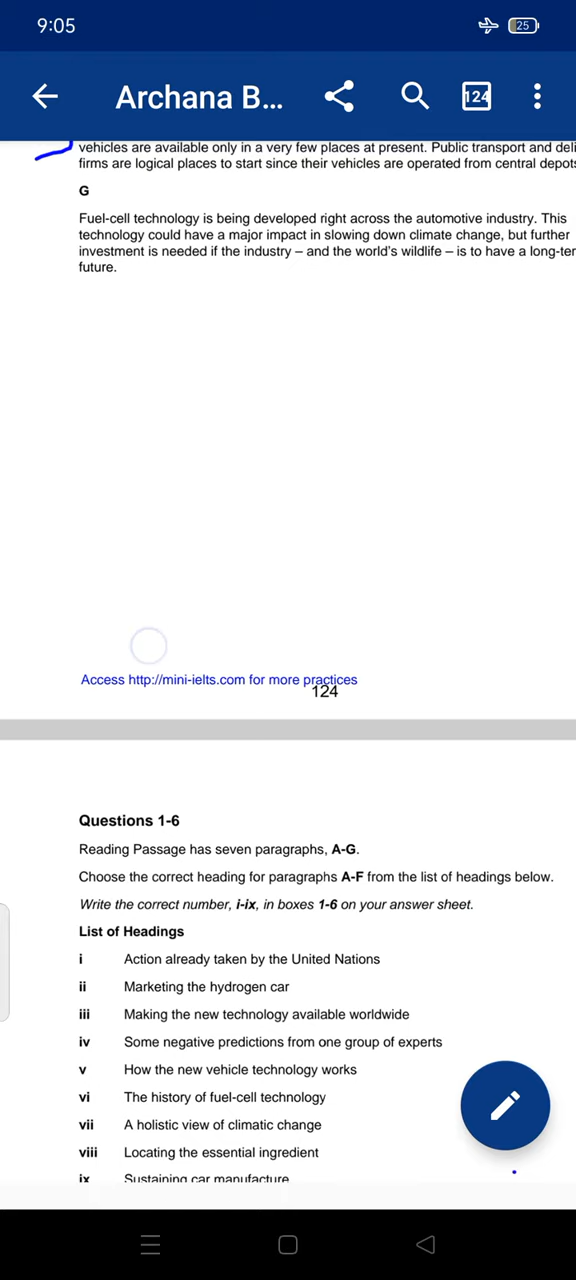 9:05
25
Archana B...
124
vehicles are available only in a very few places at present. Public transport and deli
firms are logical places to start since their vehicles are operated from central depots
G
Fuel-cell technology is being developed right across the automotive industry. This
technology could have a major impact in slowing down climate change, but further
investment is needed if the industry – and the world's wildlife – is to have a long-ter
future.
Access http://mini-ielts.com for more practices
124
Questions 1-6
Reading Passage has seven paragraphs, A-G.
Choose the correct heading for paragraphs A-F from the list of headings below.
Write the correct number, i-ix, in boxes 1-6 on your answer sheet.
List of Headings
i Action already taken by the United Nations
ii Marketing the hydrogen car
iii Making the new technology available worldwide
iv Some negative predictions from one group of experts
v How the new vehicle technology works
vi The history of fuel-cell technology
vii A holistic view of climatic change
viii Locating the essential ingredient
ix Sustaining car manufacture